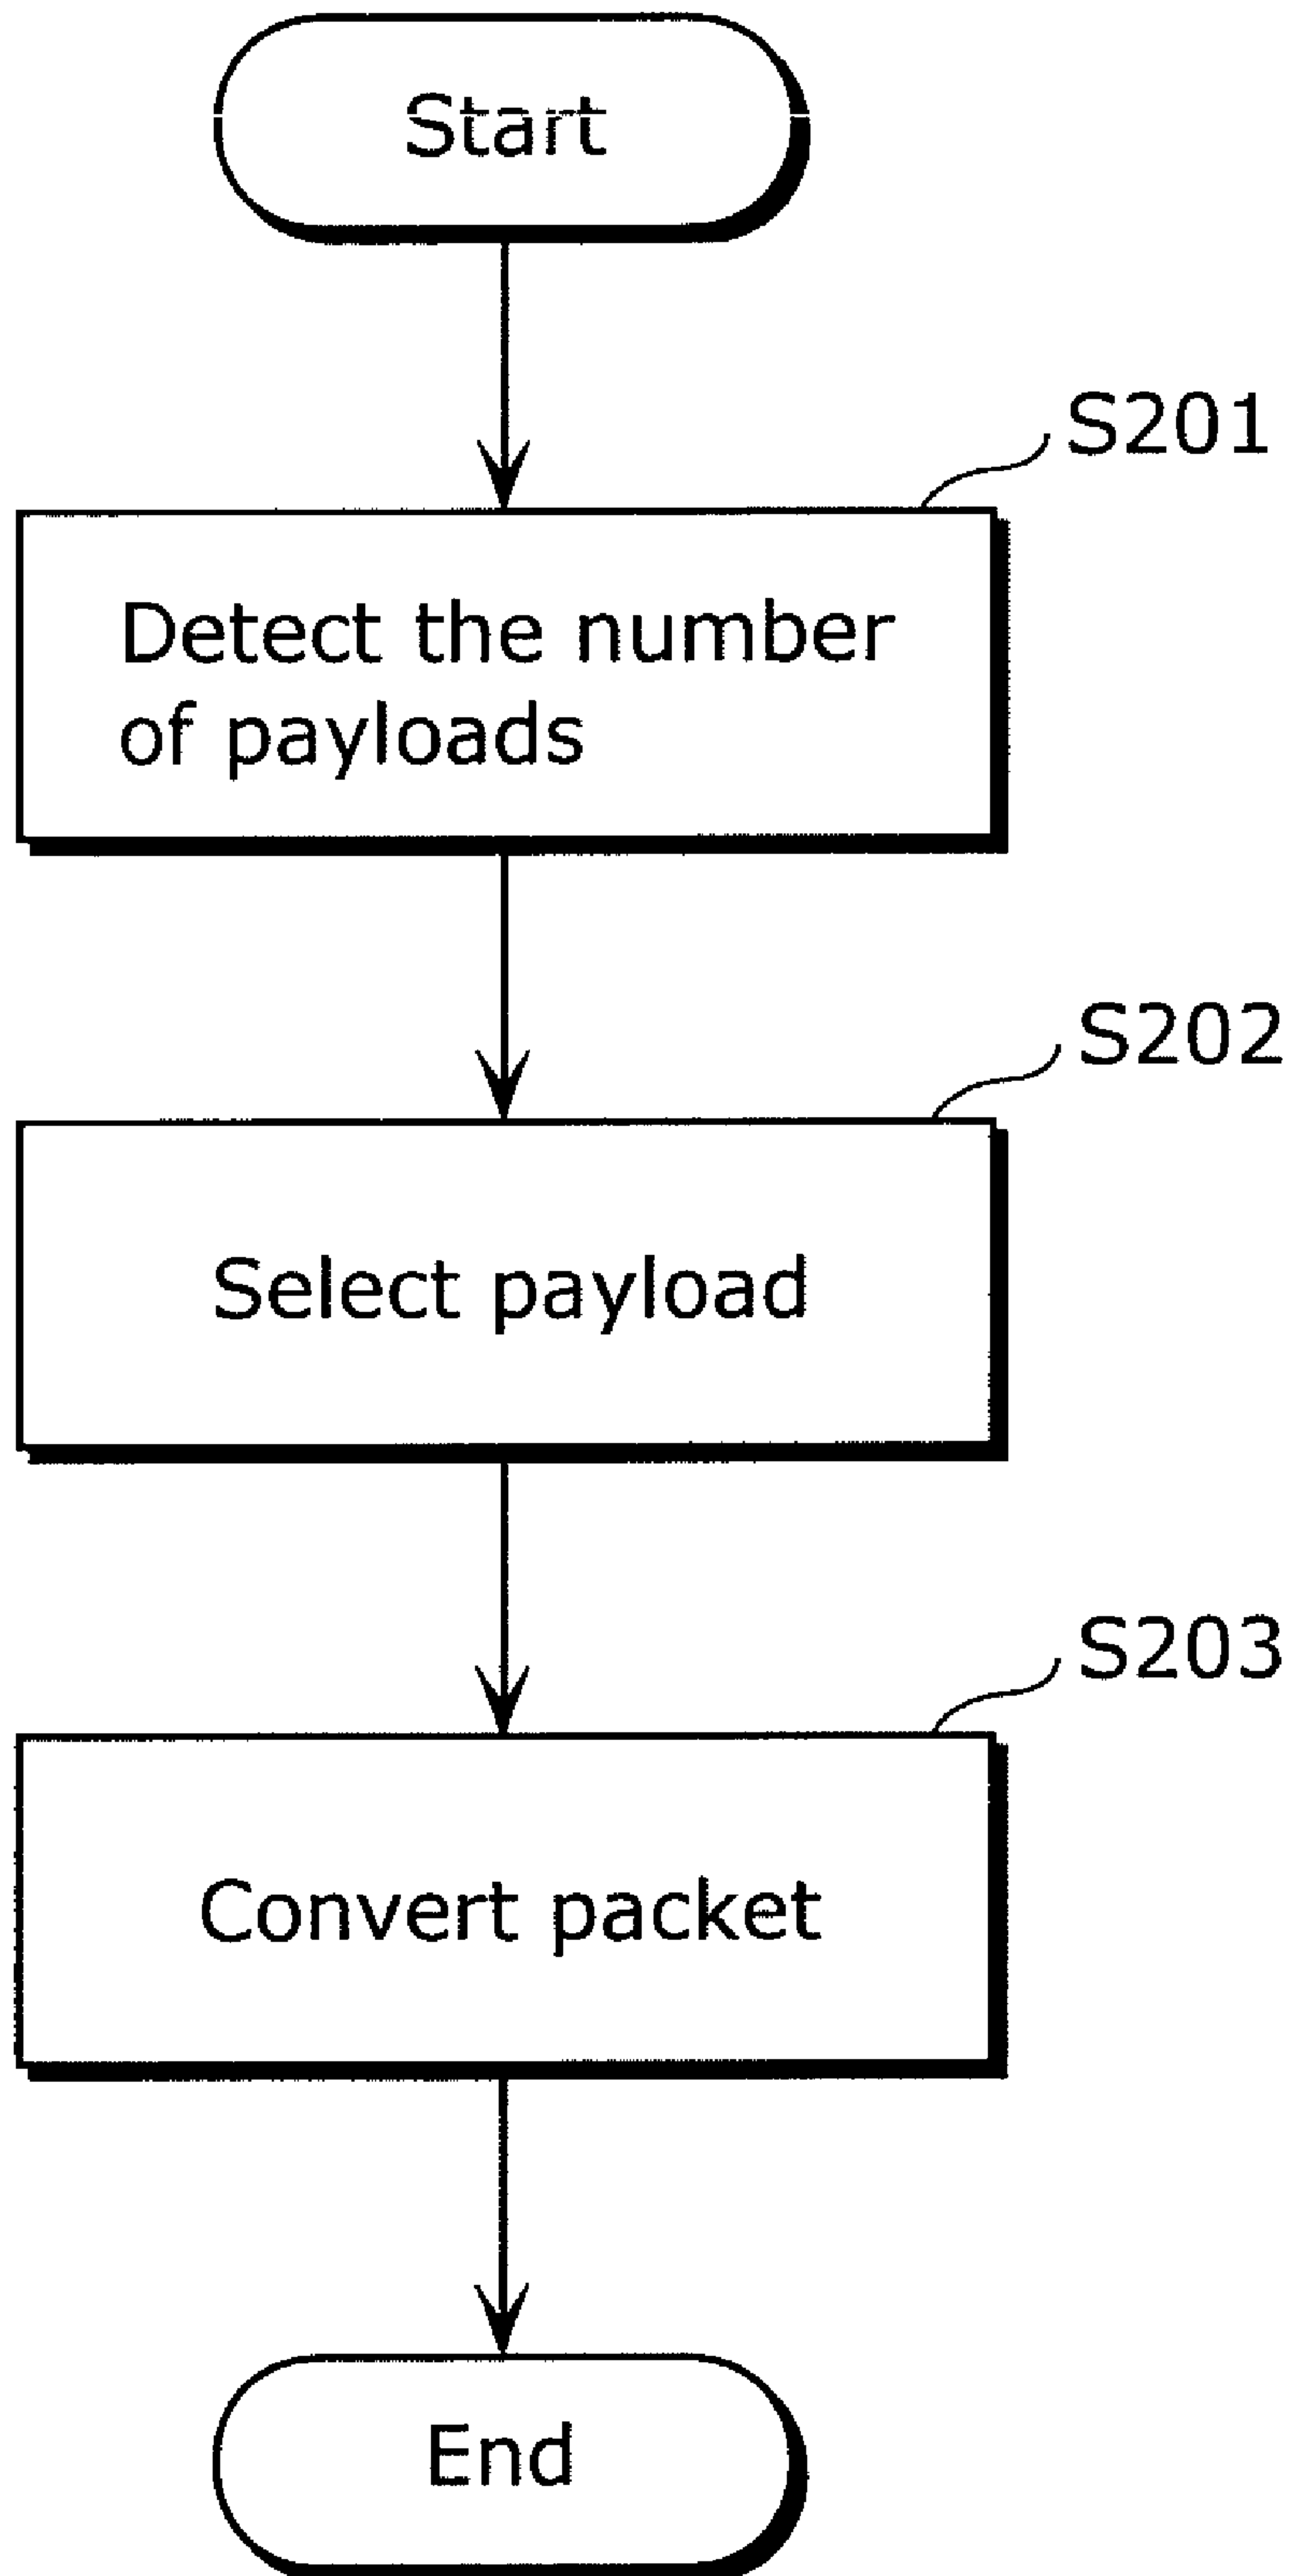 Start
S201
Detect the number
of payloads
S202
Select payload
S203
Convert packet
End